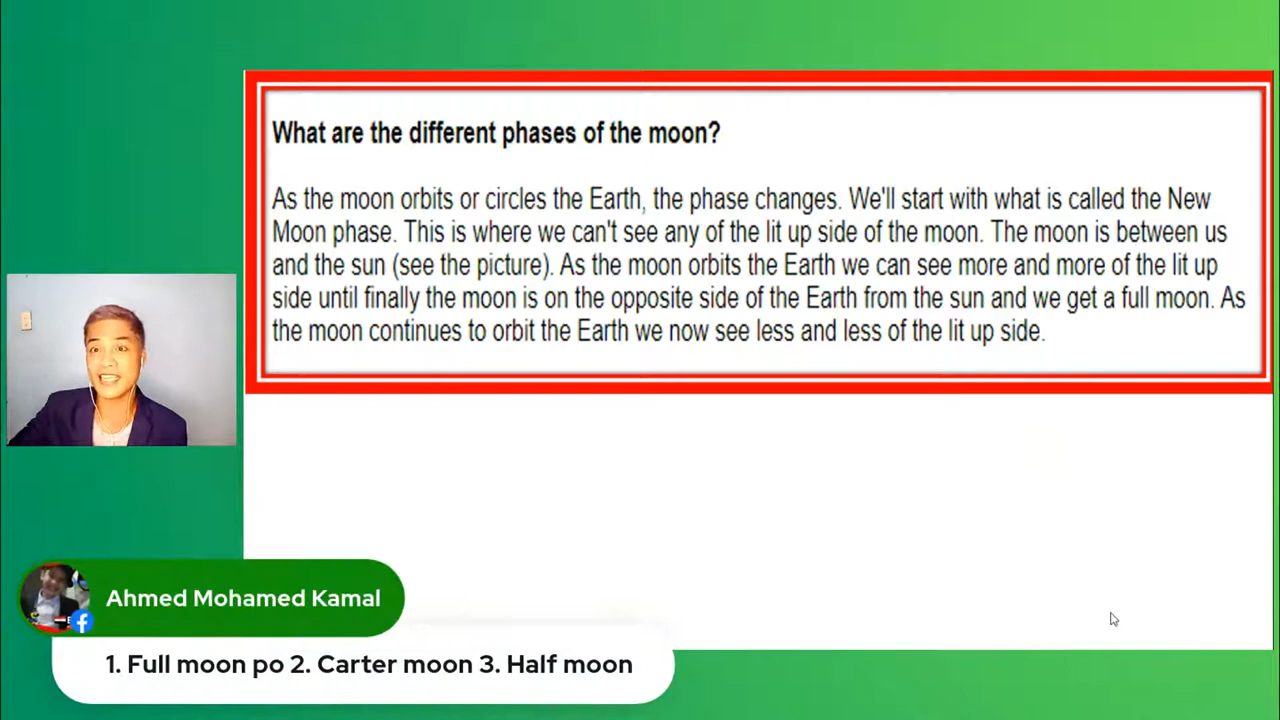 What are the different phases of the moon?
As the moon orbits or circles the Earth, the phase changes. We'll start with what is called the New
Moon phase. This is where we can't see any of the lit up side of the moon. The moon is between us
and the sun (see the picture). As the moon orbits the Earth we can see more and more of the lit up
side until finally the moon is on the opposite side of the Earth from the sun and we get a full moon. As
the moon continues to orbit the Earth we now see less and less of the lit up side.
Ahmed Mohamed Kamal
1. Full moon po 2. Carter moon 3. Half moon